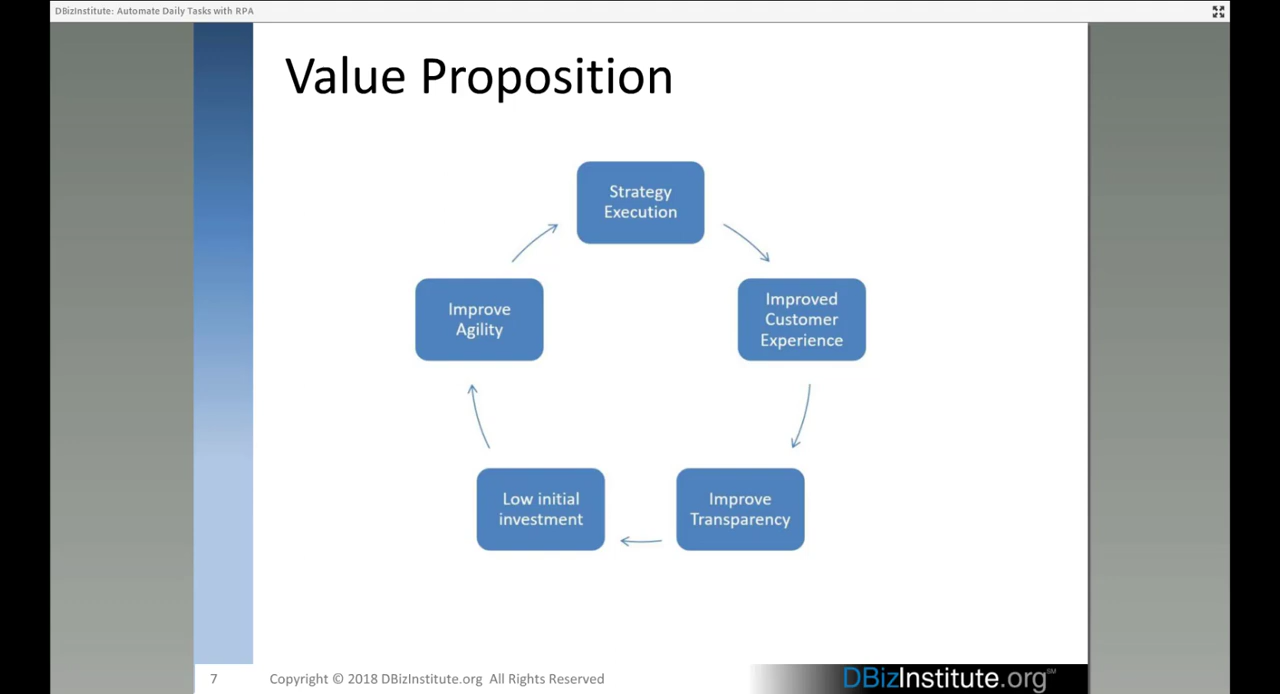 DBizInstitute: Automate Daily Tasks with RPA
Value Proposition
Strategy
Execution
Improved
Customer
Experience
Improve
Transparency
Low initial
investment
Improve
Agility
7
Copyright © 2018 DBizInstitute.org All Rights Reserved
DBizInstitute.org℠